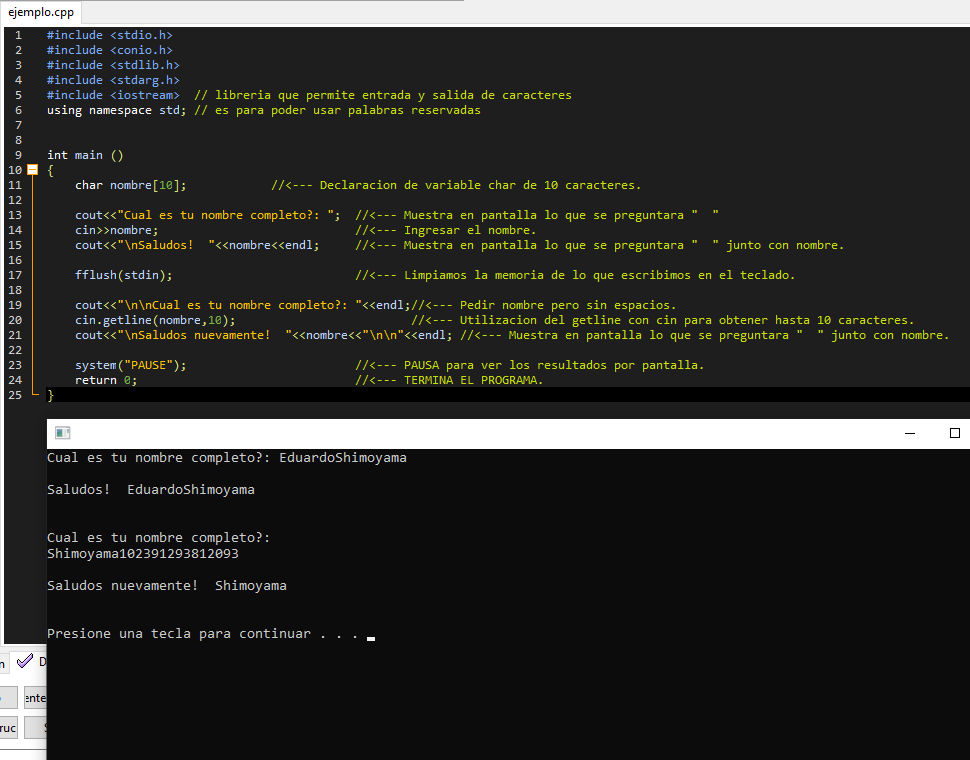 ejemplo.cpp
1 #include <stdio.h>
2 #include <conio.h>
3 #include <stdlib.h>
4 #include <stdarg.h>
5 #include <iostream>  // libreria que permite entrada y salida de caracteres
6 using namespace std; // es para poder usar palabras reservadas
7
8
9 int main ()
10 {
11     char nombre[10];            //<--- Declaracion de variable char de 10 caracteres.
12
13     cout<<"Cual es tu nombre completo?: ";  //<--- Muestra en pantalla lo que se preguntara "  "
14     cin>>nombre;                            //<--- Ingresar el nombre.
15     cout<<"\nSaludos!  "<<nombre<<endl;     //<--- Muestra en pantalla lo que se preguntara "  " junto con nombre.
16
17     fflush(stdin);                          //<--- Limpiamos la memoria de lo que escribimos en el teclado.
18
19     cout<<"\n\nCual es tu nombre completo?: "<<endl;//<--- Pedir nombre pero sin espacios.
20     cin.getline(nombre,10);                         //<--- Utilizacion del getline con cin para obtener hasta 10 caracteres.
21     cout<<"\nSaludos nuevamente!  "<<nombre<<"\n\n"<<endl; //<--- Muestra en pantalla lo que se preguntara "  " junto con nombre.
22
23     system("PAUSE");                        //<--- PAUSA para ver los resultados por pantalla.
24     return 0;                               //<--- TERMINA EL PROGRAMA.
25 }
Cual es tu nombre completo?: EduardoShimoyama
Saludos!  EduardoShimoyama
Cual es tu nombre completo?:
Shimoyama102391293812093
Saludos nuevamente!  Shimoyama
Presione una tecla para continuar . . .
n
D
ente
ruc